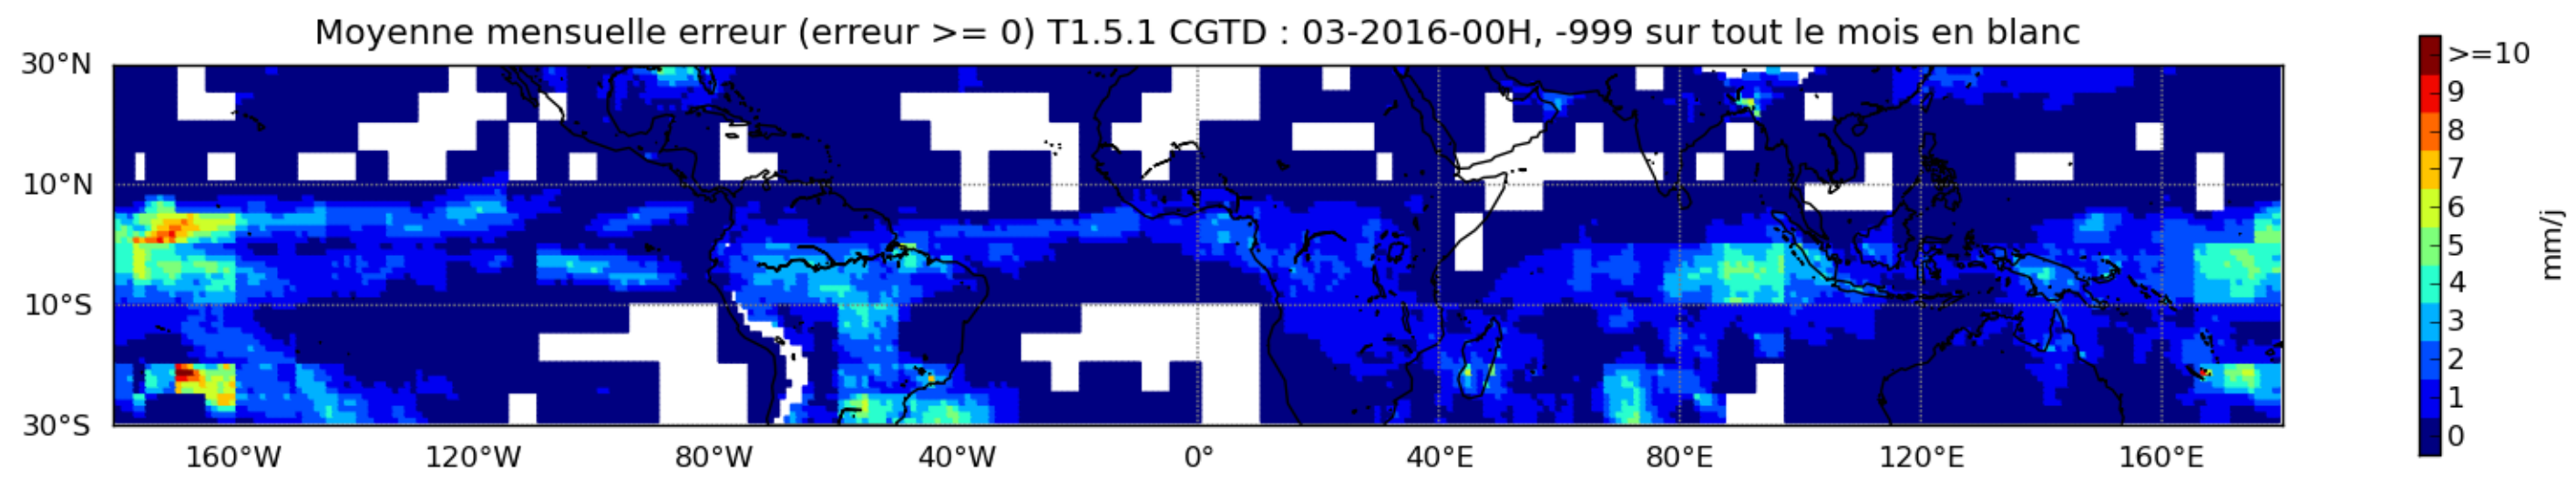 Moyenne mensuelle erreur (erreur >= 0) T1.5.1 CGTD : 03-2016-00H, -999 sur tout le mois en blanc
30°N
10°N
10°S
30°S
160°W 120°W 80°W 40°W 0° 40°E 80°E 120°E 160°E
>=10
9
8
7
6
5
4
3
2
1
0
mm/j